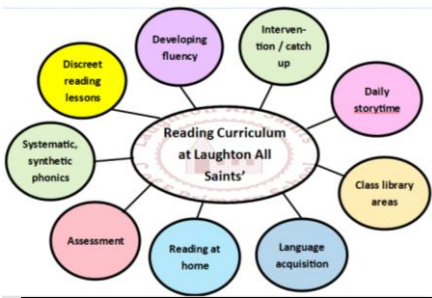 Developing
fluency
Interven-
tion / catch
up
Discreet
reading
lessons
Daily
storytime
Reading Curriculum
at Laughton All
Saints’
Systematic,
synthetic
phonics
Class library
areas
Assessment
Reading at
home
Language
acquisition